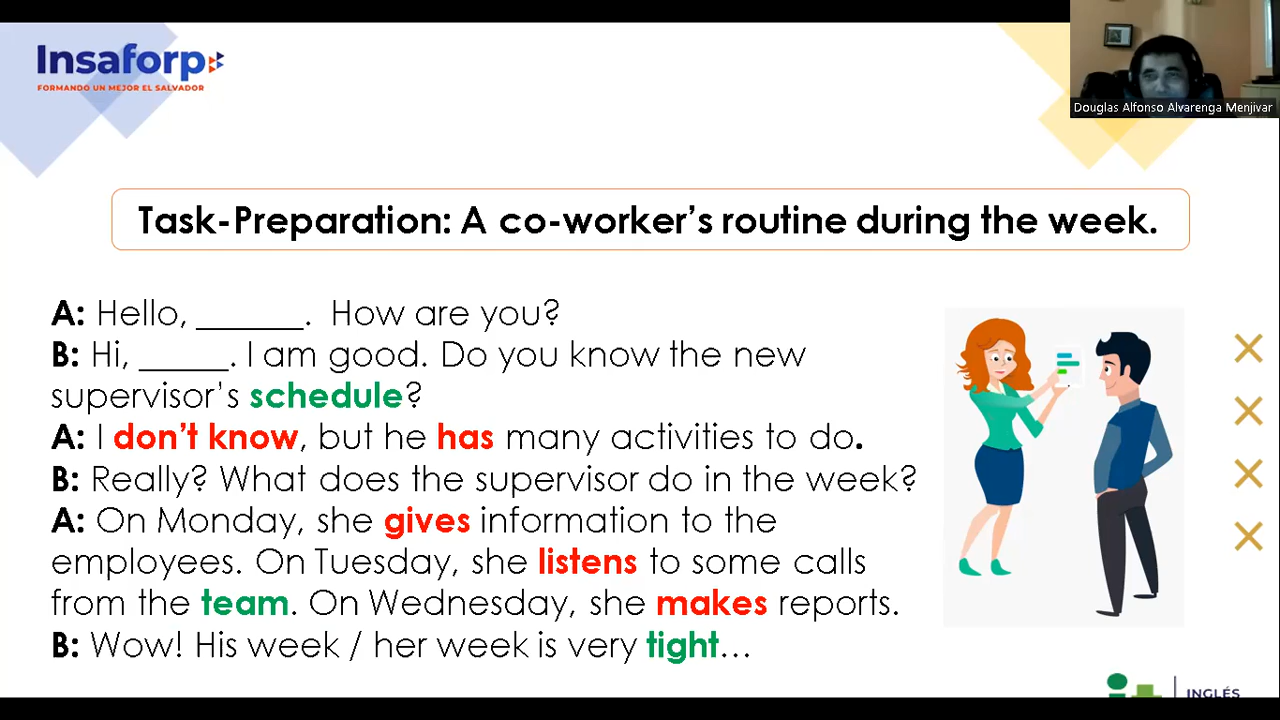 Insaforp
FORMANDO UN MEJOR EL SALVADOR
Douglas Alfonso Alvarenga Menjivar
Task-Preparation: A co-worker’s routine during the week.
A: Hello, ______. How are you?
B: Hi, _____. I am good. Do you know the new
supervisor’s schedule?
A: I don’t know, but he has many activities to do.
B: Really? What does the supervisor do in the week?
A: On Monday, she gives information to the
employees. On Tuesday, she listens to some calls
from the team. On Wednesday, she makes reports.
B: Wow! His week / her week is very tight…
INGLÉS